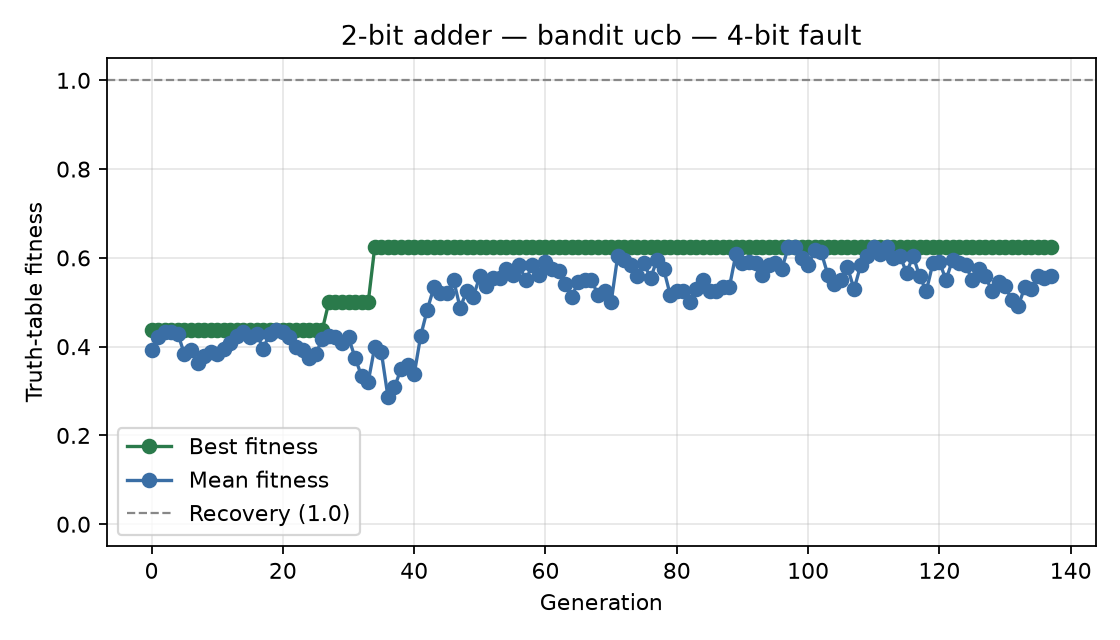 2-bit adder — bandit ucb — 4-bit fault
Truth-table fitness
1.0
0.8
0.6
0.4
0.2
0.0
Best fitness
Mean fitness
Recovery (1.0)
0 20 40 60 80 100 120 140
Generation